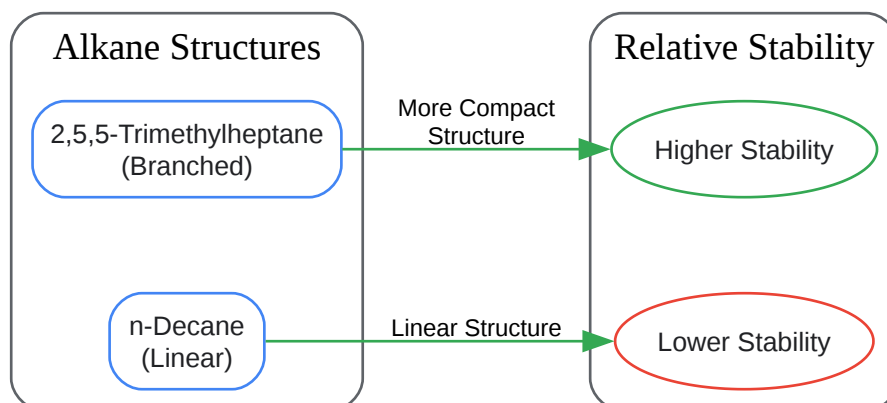 Alkane Structures
2,5,5-Trimethylheptane
(Branched)
n-Decane
(Linear)
More Compact
Structure
Linear Structure
Relative Stability
Higher Stability
Lower Stability